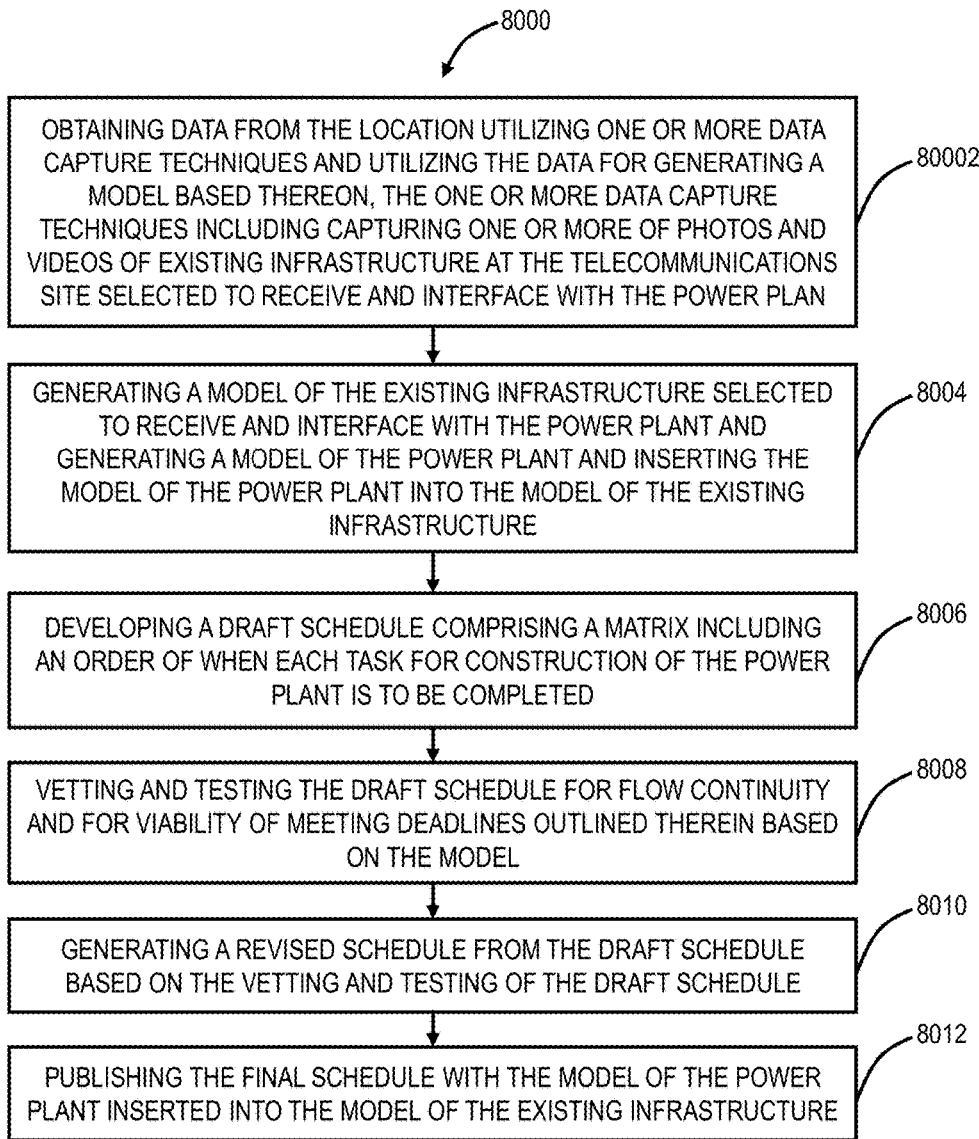 8000
OBTAINING DATA FROM THE LOCATION UTILIZING ONE OR MORE DATA
CAPTURE TECHNIQUES AND UTILIZING THE DATA FOR GENERATING A
MODEL BASED THEREON, THE ONE OR MORE DATA CAPTURE
TECHNIQUES INCLUDING CAPTURING ONE OR MORE OF PHOTOS AND
VIDEOS OF EXISTING INFRASTRUCTURE AT THE TELECOMMUNICATIONS
SITE SELECTED TO RECEIVE AND INTERFACE WITH THE POWER PLAN
80002
GENERATING A MODEL OF THE EXISTING INFRASTRUCTURE SELECTED
TO RECEIVE AND INTERFACE WITH THE POWER PLANT AND
GENERATING A MODEL OF THE POWER PLANT AND INSERTING THE
MODEL OF THE POWER PLANT INTO THE MODEL OF THE EXISTING
INFRASTRUCTURE
8004
DEVELOPING A DRAFT SCHEDULE COMPRISING A MATRIX INCLUDING
AN ORDER OF WHEN EACH TASK FOR CONSTRUCTION OF THE POWER
PLANT IS TO BE COMPLETED
8006
VETTING AND TESTING THE DRAFT SCHEDULE FOR FLOW CONTINUITY
AND FOR VIABILITY OF MEETING DEADLINES OUTLINED THEREIN BASED
ON THE MODEL
8008
GENERATING A REVISED SCHEDULE FROM THE DRAFT SCHEDULE
BASED ON THE VETTING AND TESTING OF THE DRAFT SCHEDULE
8010
PUBLISHING THE FINAL SCHEDULE WITH THE MODEL OF THE POWER
PLANT INSERTED INTO THE MODEL OF THE EXISTING INFRASTRUCTURE
8012